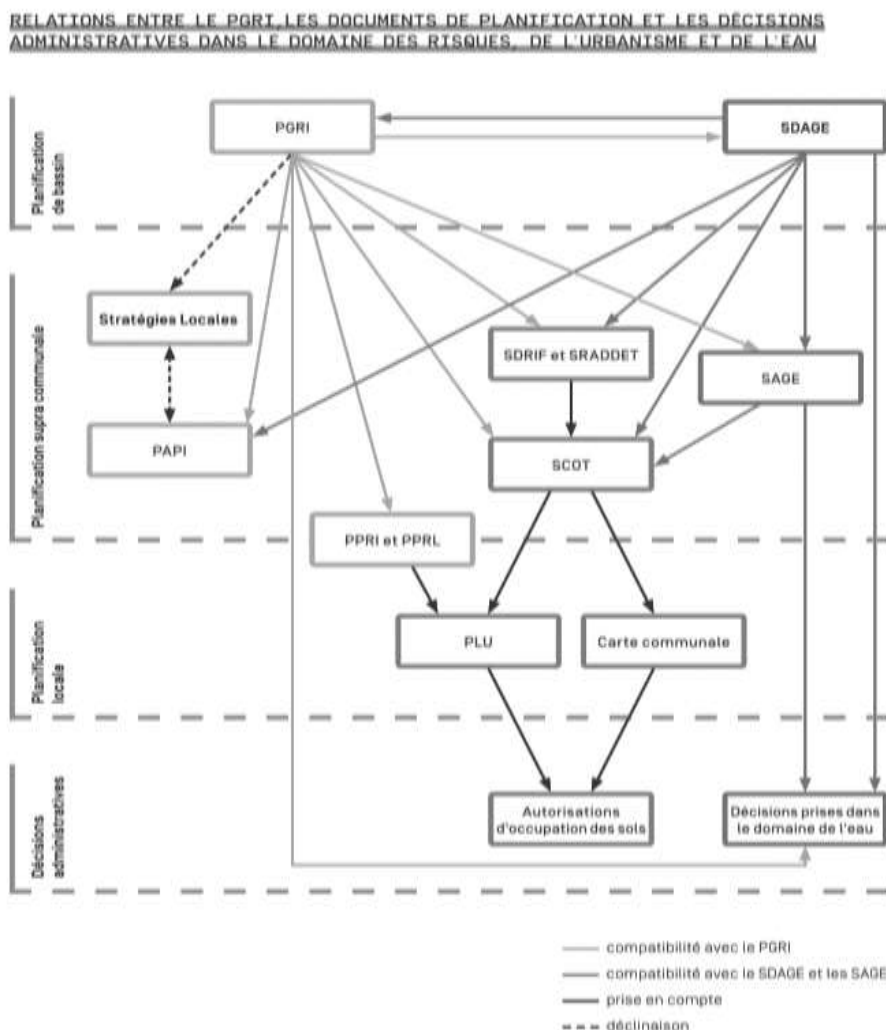 RELATIONS ENTRE LE PGRI, LES DOCUMENTS DE PLANIFICATION ET LES DÉCISIONS
ADMINISTRATIVES DANS LE DOMAINE DES RISQUES, DE L'URBANISME ET DE L'EAU
Planification
de bassin
PGRI
SDAGE
Planification supra communale
Stratégies Locales
SDRIF et SRADDET
SAGE
PAPI
SCOT
PPRI et PPRL
Planification
locale
PLU
Carte communale
Décisions
administratives
Autorisations
d'occupation des sols
Décisions prises dans
le domaine de l'eau
compatibilité avec le PGRI
compatibilité avec le SDAGE et les SAGE
prise en compte
déclinaison